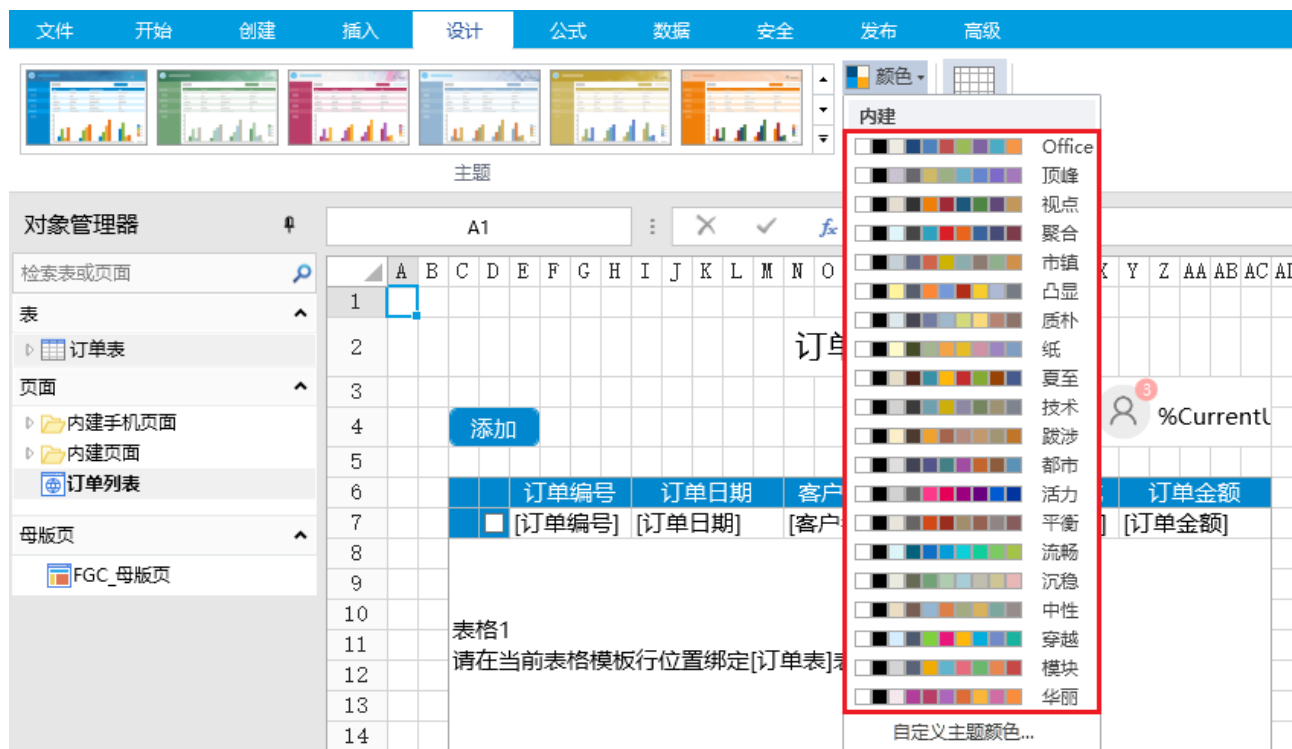 文件 开始 创建 插入 设计 公式 数据 安全 发布 高级
颜色
主题
内建
Office
顶峰
视点
聚合
市镇
凸显
质朴
纸
夏至
技术
跋涉
都市
活力
平衡
流畅
沉稳
中性
穿越
模块
华丽
自定义主题颜色...
对象管理器
检索表或页面
表
订单表
页面
内建手机页面
内建页面
订单列表
母版页
FGC_母版页
A1
fx
A B C D E F G H I J K L M N O Y Z AA AB AC
1
2 订单
3
3
4 添加 %Current
5
6 订单编号 订单日期 客户 订单金额
7 [订单编号] [订单日期] [客户 ] [订单金额]
8
9
10
表格1
11
请在当前表格模板行位置绑定[订单表]
12
13
14